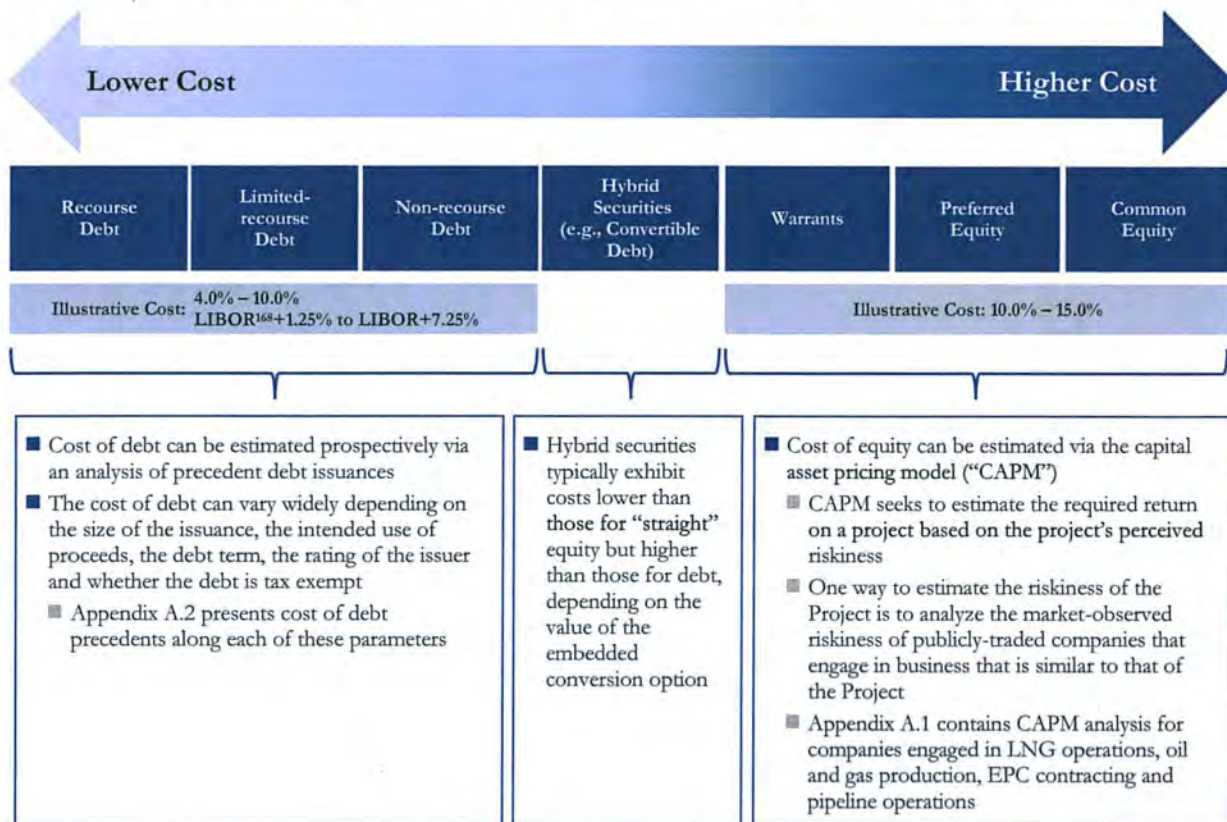 Lower Cost
Higher Cost
Recourse
Debt
Limited-
recourse
Debt
Non-recourse
Debt
Hybrid
Securities
(e.g., Convertible
Debt)
Warrants
Preferred
Equity
Common
Equity
Illustrative Cost: 4.0% – 10.0%
LIBOR¹⁶⁸+1.25% to LIBOR+7.25%
Illustrative Cost: 10.0% – 15.0%
■ Cost of debt can be estimated prospectively via
an analysis of precedent debt issuances
■ The cost of debt can vary widely depending on
the size of the issuance, the intended use of
proceeds, the debt term, the rating of the issuer
and whether the debt is tax exempt
■ Appendix A.2 presents cost of debt
precedents along each of these parameters
■ Hybrid securities
typically exhibit
costs lower than
those for “straight”
equity but higher
than those for debt,
depending on the
value of the
embedded
conversion option
■ Cost of equity can be estimated via the capital
asset pricing model (“CAPM”)
■ CAPM seeks to estimate the required return
on a project based on the project’s perceived
riskiness
■ One way to estimate the riskiness of the
Project is to analyze the market-observed
riskiness of publicly-traded companies that
engage in business that is similar to that of
the Project
■ Appendix A.1 contains CAPM analysis for
companies engaged in LNG operations, oil
and gas production, EPC contracting and
pipeline operations